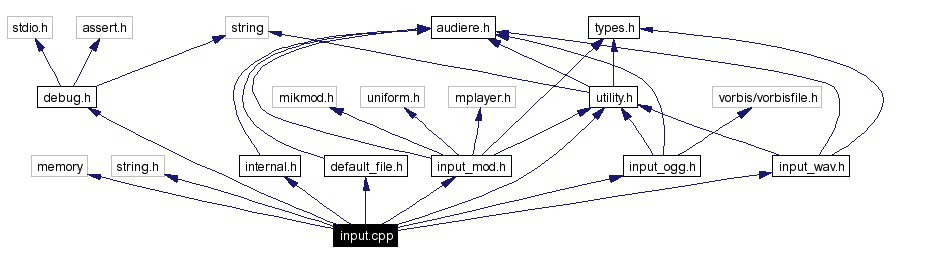 stdio.h assert.h string audiere.h types.h
debug.h mikmod.h uniform.h mplayer.h utility.h vorbis/vorbisfile.h
memory string.h internal.h default_file.h input_mod.h input_ogg.h input_wav.h
input.cpp